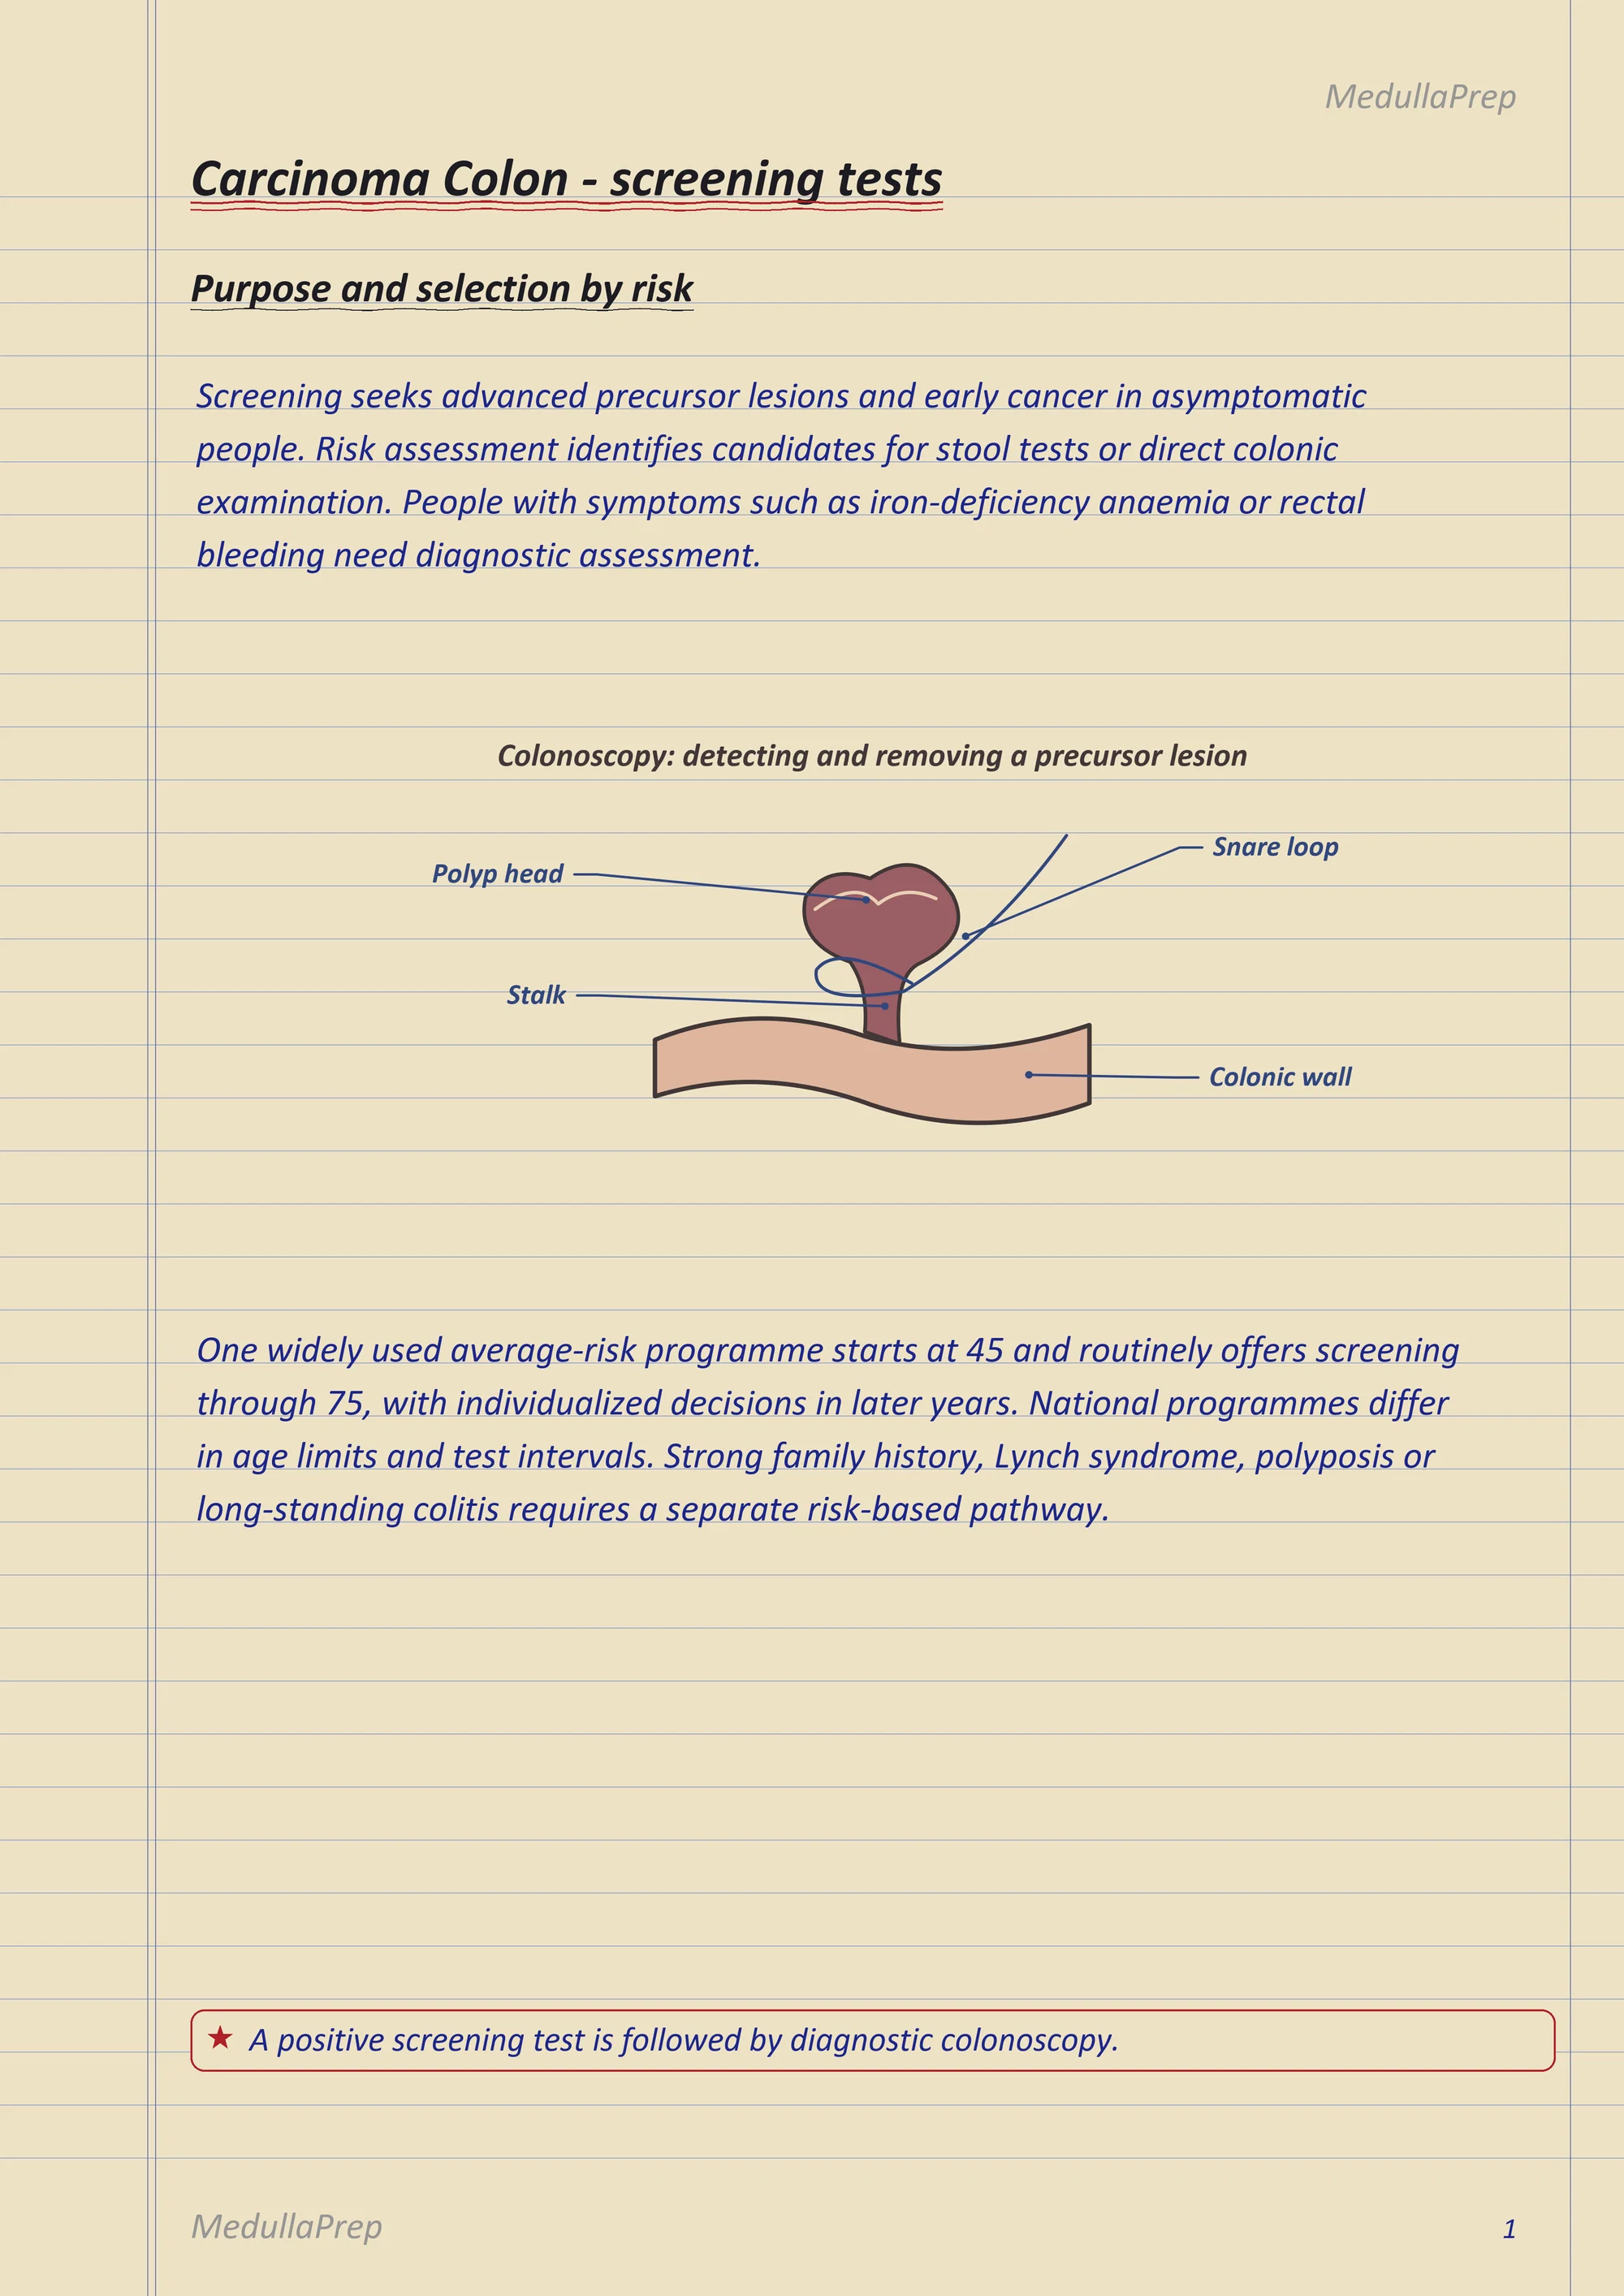 MedullaPrep
Carcinoma Colon - screening tests
Purpose and selection by risk
Screening seeks advanced precursor lesions and early cancer in asymptomatic
people. Risk assessment identifies candidates for stool tests or direct colonic
examination. People with symptoms such as iron-deficiency anaemia or rectal
bleeding need diagnostic assessment.
Colonoscopy: detecting and removing a precursor lesion
Snare loop
Polyp head
Stalk
Colonic wall
One widely used average-risk programme starts at 45 and routinely offers screening
through 75, with individualized decisions in later years. National programmes differ
in age limits and test intervals. Strong family history, Lynch syndrome, polyposis or
long-standing colitis requires a separate risk-based pathway.
★ A positive screening test is followed by diagnostic colonoscopy.
MedullaPrep
1